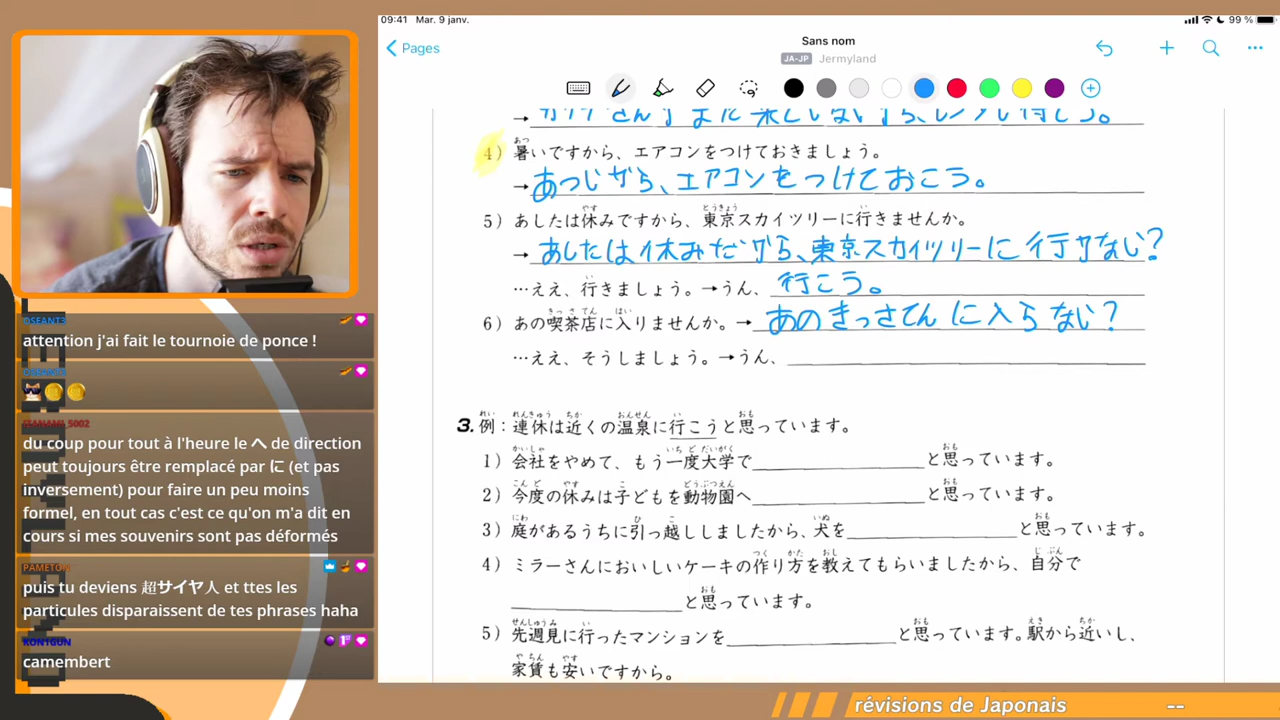 09:41 Mar. 9 janv.
99 %
Pages
Sans nom
JA-JP Jermyland
4) 暑いですから、エアコンをつけておきましょう。
→あつじから、エアコンをつけておこう。
5) あしたは休みですから、東京スカイツリーに行きませんか。
→あしたは休みだから、東京スカイツリーに行かない?
…ええ、行きましょう。→うん、行こう。
6) あの喫茶店に入りませんか。→あのきっさてんに入らない?
…ええ、そうしましょう。→うん、
3. 例:連休は近くの温泉に行こうと思っています。
1) 会社をやめて、もう一度大学で と思っています。
2) 今度の休みは子どもを動物園へ と思っています。
3) 庭があるうちに引っ越ししましたから、犬を と思っています。
4) ミラーさんにおいしいケーキの作り方を教えてもらいましたから、自分で
と思っています。
5) 先週見に行ったマンションを と思っています。駅から近いし、
家賃も安いですから。
OSEANT3
attention j'ai fait le tournoie de ponce !
du coup pour tout à l'heure le へ de direction
peut toujours être remplacé par に (et pas
inversement) pour faire un peu moins
formel, en tout cas c'est ce qu'on m'a dit en
cours si mes souvenirs sont pas déformés
PAMETON
puis tu deviens 超サイヤ人 et ttes les
particules disparaissent de tes phrases haha
KON1GUN
camembert
révisions de Japonais --